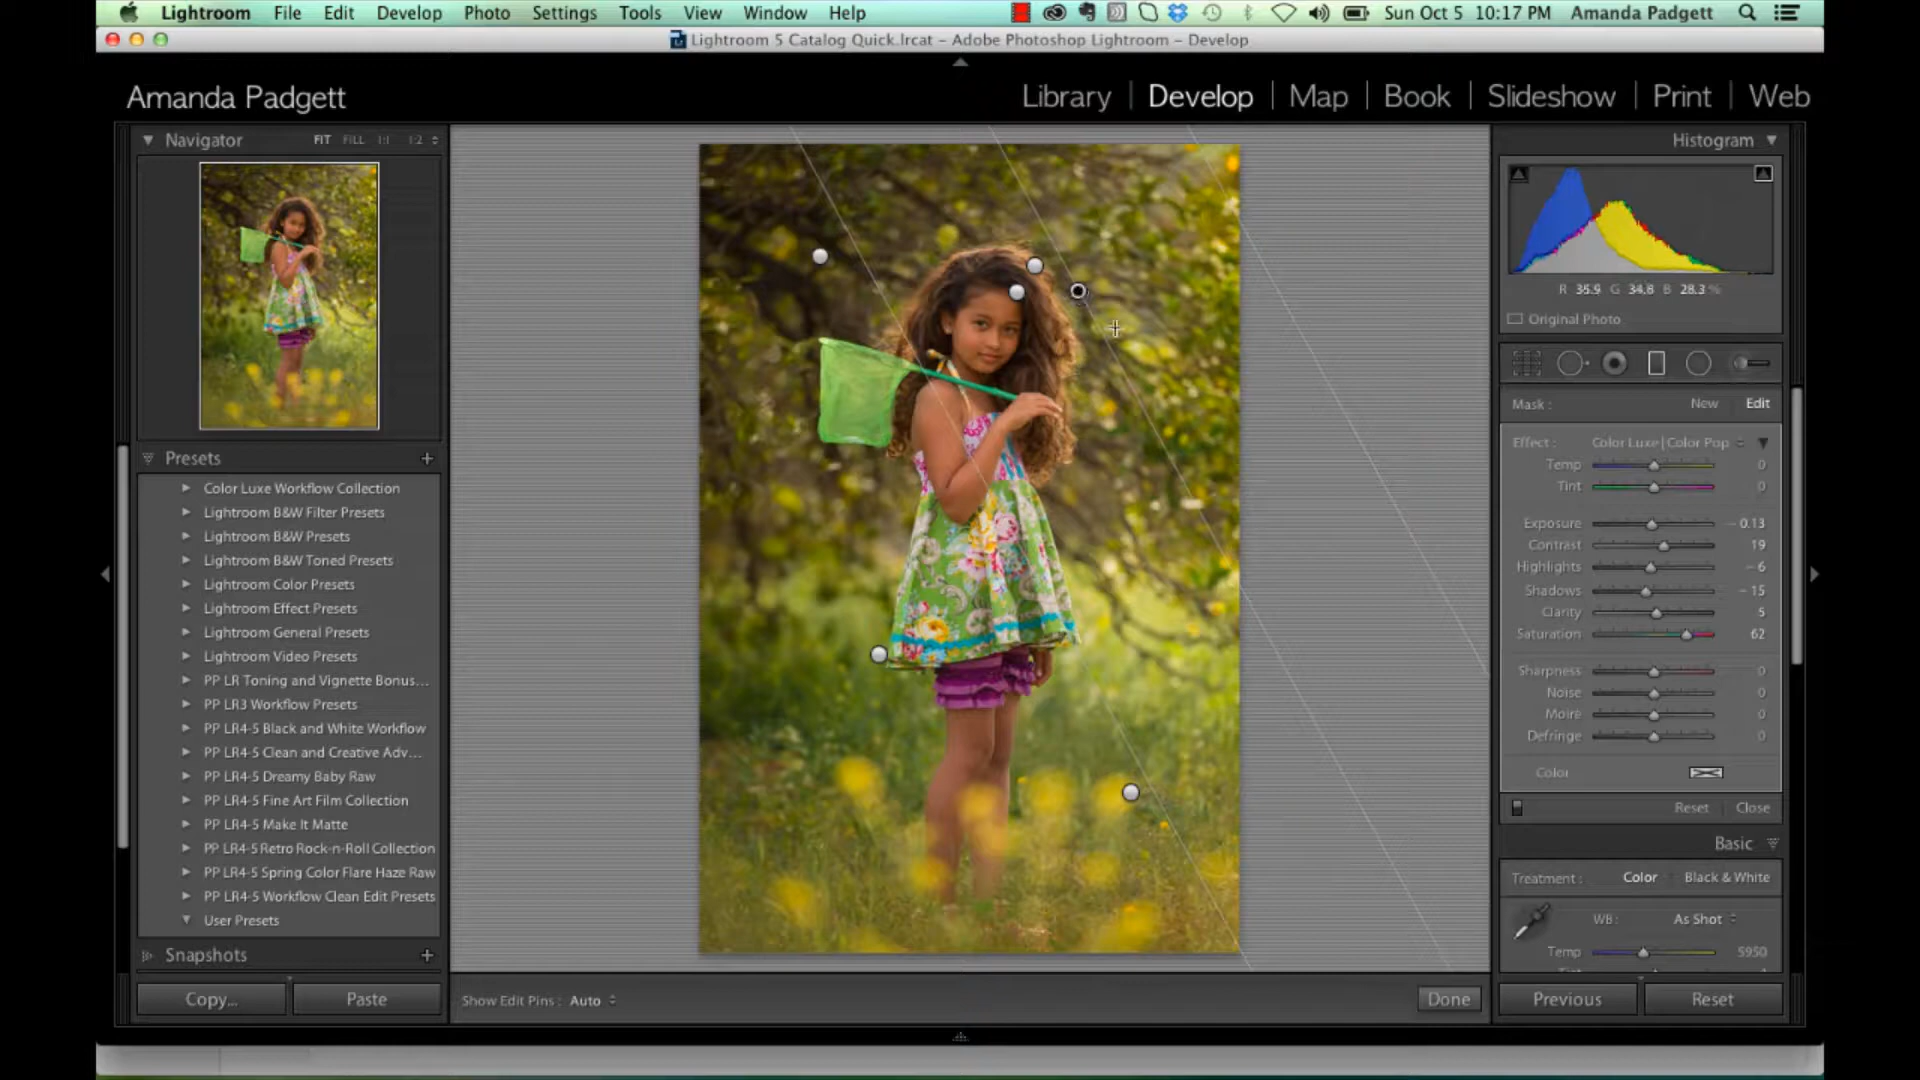 Lightroom File Edit Develop Photo Settings Tools View Window Help Sun Oct 5 10:17 PM Amanda Padgett
Lightroom 5 Catalog Quick.lrcat – Adobe Photoshop Lightroom – Develop
Amanda Padgett
Library Develop Map Book Slideshow Print Web
Navigator FIT FILL 1:1 1:2
Presets
Color Luxe Workflow Collection
Lightroom B&W Filter Presets
Lightroom B&W Presets
Lightroom B&W Toned Presets
Lightroom Color Presets
Lightroom Effect Presets
Lightroom General Presets
Lightroom Video Presets
PP LR Toning and Vignette Bonus...
PP LR3 Workflow Presets
PP LR4-5 Black and White Workflow
PP LR4-5 Clean and Creative Adv...
PP LR4-5 Dreamy Baby Raw
PP LR4-5 Fine Art Film Collection
PP LR4-5 Make It Matte
PP LR4-5 Retro Rock-n-Roll Collection
PP LR4-5 Spring Color Flare Haze Raw
PP LR4-5 Workflow Clean Edit Presets
User Presets
Snapshots
Copy... Paste
Show Edit Pins : Auto
Done
Histogram
R 35.9 G 34.8 B 28.3 %
Original Photo
Mask : New Edit
Effect : Color Luxe|Color Pop
Temp 0
Tint 0
Exposure – 0.13
Contrast 19
Highlights – 6
Shadows – 15
Clarity 5
Saturation 62
Sharpness 0
Noise 0
Moiré 0
Defringe 0
Color
Reset Close
Basic
Treatment : Color Black & White
WB : As Shot
Temp 5950
Previous Reset